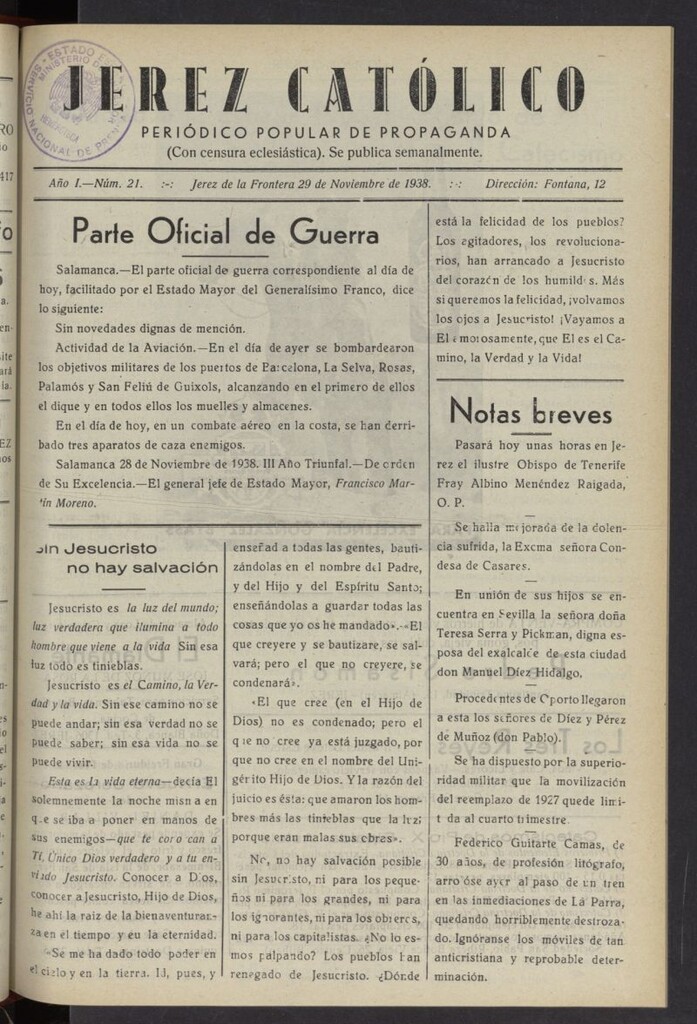 JEREZ CATÓLICO
PERIÓDICO POPULAR DE PROPAGANDA
(Con censura eclesiástica). Se publica semanalmente.
Año I.—Núm. 21. :-: Jerez de la Frontera 29 de Noviembre de 1938. :-: Dirección: Fontana, 12
Parte Oficial de Guerra
Salamanca.—El parte oficial de guerra correspondiente al día de
hoy, facilitado por el Estado Mayor del Generalísimo Franco, dice
lo siguiente:
Sin novedades dignas de mención.
Actividad de la Aviación.—En el día de ayer se bombardearon
los objetivos militares de los puertos de Barcelona, La Selva, Rosas,
Palamós y San Feliú de Guixols, alcanzando en el primero de ellos
el dique y en todos ellos los muelles y almacenes.
En el día de hoy, en un combate aéreo en la costa, se han derri-
bado tres aparatos de caza enemigos.
Salamanca 28 de Noviembre de 1938. III Año Triunfal.—De orden
de Su Excelencia.—El general jefe de Estado Mayor, Francisco Mar-
tín Moreno.
Sin Jesucristo
no hay salvación
Jesucristo es la luz del mundo;
luz verdadera que ilumina a todo
hombre que viene a la vida Sin esa
luz todo es tinieblas.
Jesucristo es el Camino, la Ver-
dad y la vida. Sin ese camino no se
puede andar; sin esa verdad no se
puede saber; sin esa vida no se
puede vivir.
Esta es la vida eterna—decía El
solemnemente la noche misma en
que se iba a poner en manos de
sus enemigos—que te corozcan a
Tí, Único Dios verdadero y a tu en-
viado Jesucristo. Conocer a Dios,
conocer a Jesucristo, Hijo de Dios,
he ahí la raiz de la bienaventuran-
za en el tiempo y eu la eternidad.
«Se me ha dado todo poder en
el cielo y en la tierra. Id, pues, y
enseñad a todas las gentes, bauti-
zándolas en el nombre del Padre,
y del Hijo y del Espíritu Santo;
enseñándolas a guardar todas las
cosas que yo os he mandado».«El
que creyere y se bautizare, se sal-
vará; pero el que no creyere, se
condenará».
«El que cree (en el Hijo de
Dios) no es condenado; pero el
que no cree ya está juzgado, por
que no cree en el nombre del Uni-
génito Hijo de Dios. Y la razón del
juicio es ésta: que amaron los hom-
bres más las tinieblas que la luz;
porque eran malas sus obras».
No, no hay salvación posible
sin Jesucristo, ni para los peque-
ños ni para los grandes, ni para
los ignorantes, ni para los obreros,
ni para los capitalistas. ¿No lo es-
mos palpando? Los pueblos han
renegado de Jesucristo. ¿Dónde
está la felicidad de los pueblos?
Los agitadores, los revoluciona-
rios, han arrancado a Jesucristo
del corazón de los humildes. Más
si queremos la felicidad, ¡volvamos
los ojos a Jesucristo! ¡Vayamos a
El amorosamente, que El es el Ca-
mino, la Verdad y la Vida!
Notas breves
Pasará hoy unas horas en Je-
rez el ilustre Obispo de Tenerife
Fray Albino Menéndez Raigada,
O. P.
Se halla mejorada de la dolen-
cia sufrida, la Excma señora Con-
desa de Casares.
En unión de sus hijos se en-
cuentra en Sevilla la señora doña
Teresa Serra y Pickman, digna es-
posa del exalcalde de esta ciudad
don Manuel Díez Hidalgo.
Procedentes de Oporto llegaron
a esta los señores de Díez y Pérez
de Muñoz (don Pablo).
Se ha dispuesto por la superio-
ridad militar que la movilización
del reemplazo de 1927 quede limi-
tada al cuarto trimestre.
Federico Guitarte Camas, de
30 años, de profesión litógrafo,
arrojóse ayer al paso de un tren
en las inmediaciones de La Parra,
quedando horriblemente destroza-
do. Ignóranse los móviles de tan
anticristiana y reprobable deter-
minación.